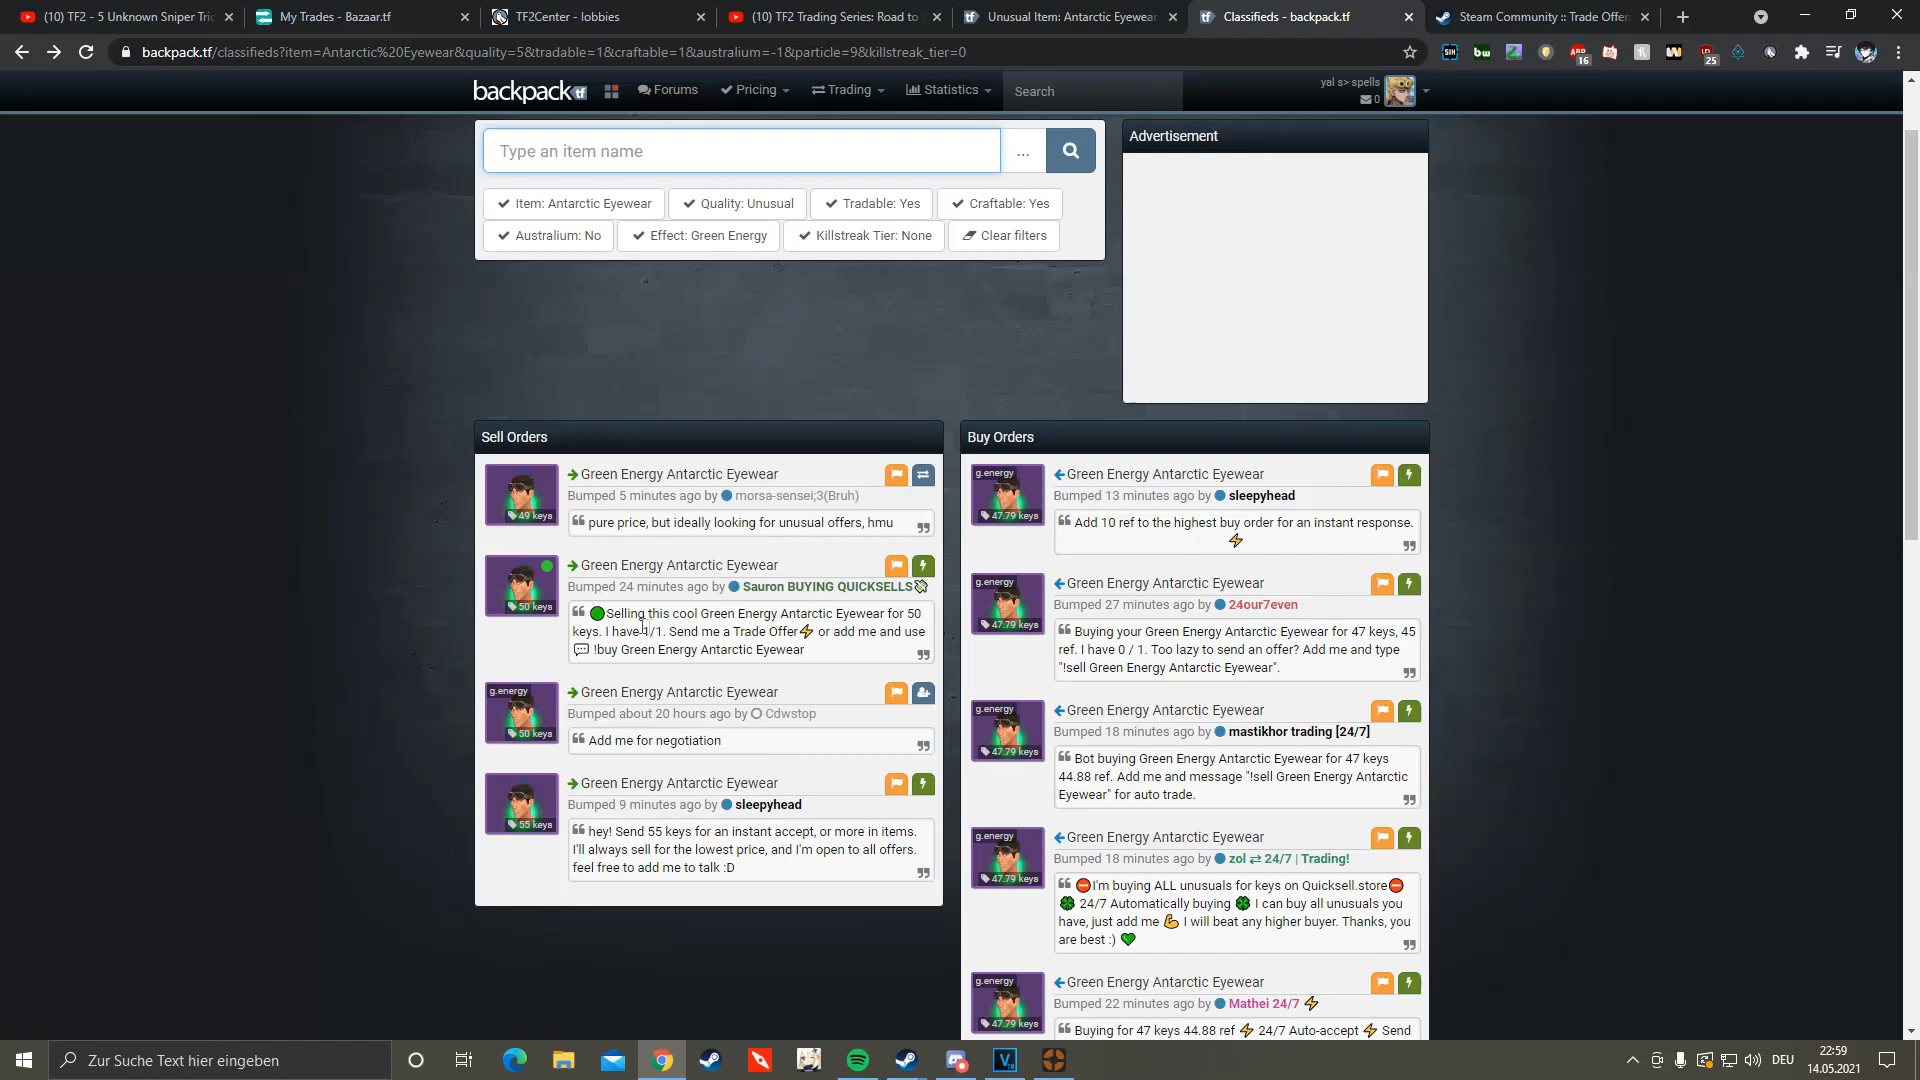 (10) TF2 - 5 Unknown Sniper Tric
My Trades - Bazaar.tf
TF2Center - lobbies
(10) TF2 Trading Series: Road to
Unusual Item: Antarctic Eyewear
Classifieds - backpack.tf
Steam Community :: Trade Offer
backpack.tf/classifieds?item=Antarctic%20Eyewear&quality=5&tradable=1&craftable=1&australium=-1&particle=9&killstreak_tier=0
16
25
backpack tf
Forums
Pricing
Trading
Statistics
Search
yal s> spells
0
Type an item name
...
Item: Antarctic Eyewear
Quality: Unusual
Tradable: Yes
Craftable: Yes
Australium: No
Effect: Green Energy
Killstreak Tier: None
Clear filters
Advertisement
Sell Orders
Green Energy Antarctic Eyewear
Bumped 5 minutes ago by morsa-sensei;3(Bruh)
49 keys
pure price, but ideally looking for unusual offers, hmu
Green Energy Antarctic Eyewear
Bumped 24 minutes ago by Sauron BUYING QUICKSELLS
50 keys
Selling this cool Green Energy Antarctic Eyewear for 50
keys. I have 1/1. Send me a Trade Offer⚡ or add me and use
!buy Green Energy Antarctic Eyewear
g.energy
Green Energy Antarctic Eyewear
Bumped about 20 hours ago by Cdwstop
50 keys
Add me for negotiation
Green Energy Antarctic Eyewear
Bumped 9 minutes ago by sleepyhead
55 keys
hey! Send 55 keys for an instant accept, or more in items.
I'll always sell for the lowest price, and I'm open to all offers.
feel free to add me to talk :D
Buy Orders
g.energy
Green Energy Antarctic Eyewear
Bumped 13 minutes ago by sleepyhead
47.79 keys
Add 10 ref to the highest buy order for an instant response.
⚡
g.energy
Green Energy Antarctic Eyewear
Bumped 27 minutes ago by 24our7even
47.79 keys
Buying your Green Energy Antarctic Eyewear for 47 keys, 45
ref. I have 0 / 1. Too lazy to send an offer? Add me and type
"!sell Green Energy Antarctic Eyewear".
g.energy
Green Energy Antarctic Eyewear
Bumped 18 minutes ago by mastikhor trading [24/7]
47.79 keys
Bot buying Green Energy Antarctic Eyewear for 47 keys
44.88 ref. Add me and message "!sell Green Energy Antarctic
Eyewear" for auto trade.
g.energy
Green Energy Antarctic Eyewear
Bumped 18 minutes ago by zol ⇄ 24/7 | Trading!
47.79 keys
⛔I'm buying ALL unusuals for keys on Quicksell.store⛔
🍀 24/7 Automatically buying 🍀 I can buy all unusuals you
have, just add me 💪 I will beat any higher buyer. Thanks, you
are best :) 💚
g.energy
Green Energy Antarctic Eyewear
Bumped 22 minutes ago by Mathei 24/7 ⚡
47.79 keys
Buying for 47 keys 44.88 ref ⚡ 24/7 Auto-accept ⚡ Send
Zur Suche Text hier eingeben
DEU
22:59
14.05.2021